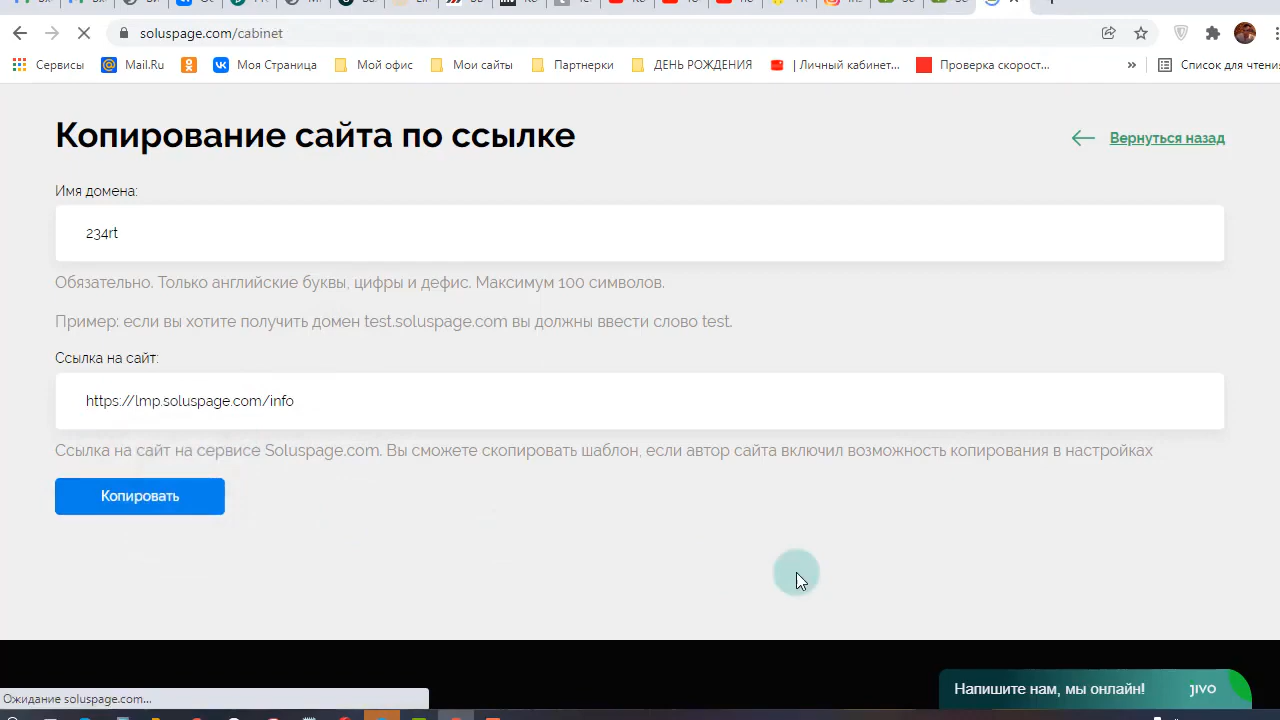 soluspage.com/cabinet
Сервисы
Mail.Ru
Моя Страница
Мой офис
Мои сайты
Партнерки
ДЕНЬ РОЖДЕНИЯ
| Личный кабинет...
Проверка скорост...
»
Список для чтения
Копирование сайта по ссылке
Вернуться назад
Имя домена:
234rt
Обязательно. Только английские буквы, цифры и дефис. Максимум 100 символов.
Пример: если вы хотите получить домен test.soluspage.com вы должны ввести слово test.
Ссылка на сайт:
https://lmp.soluspage.com/info
Ссылка на сайт на сервисе Soluspage.com. Вы сможете скопировать шаблон, если автор сайта включил возможность копирования в настройках
Копировать
Напишите нам, мы онлайн!
jivo
Ожидание soluspage.com...